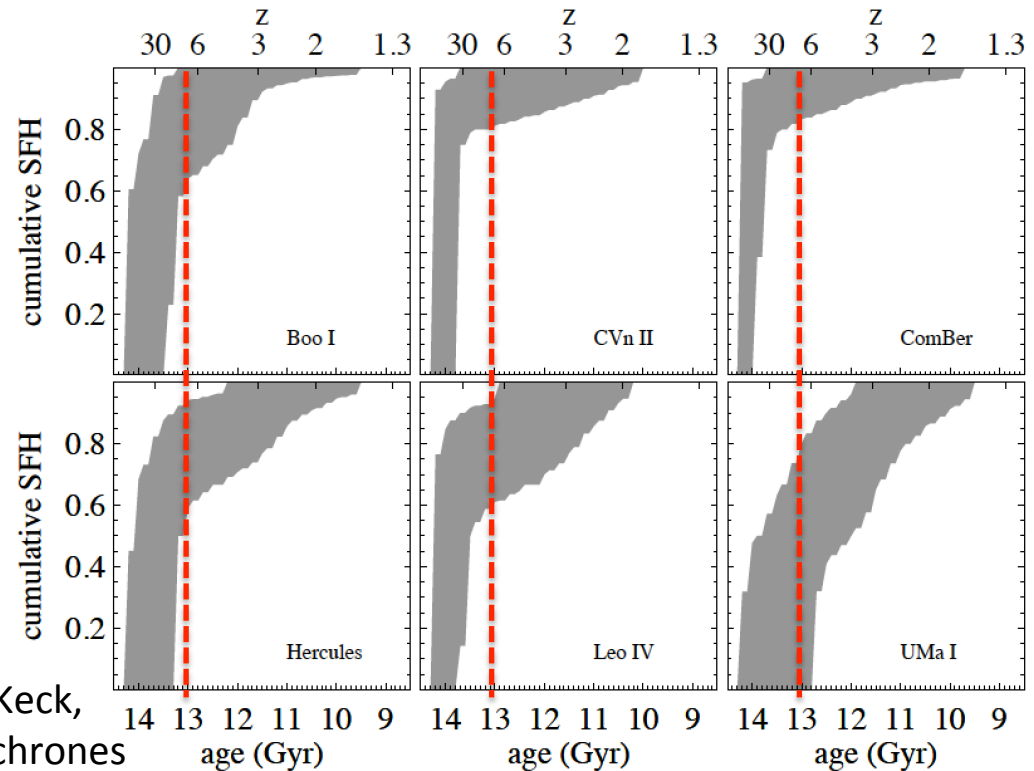 z z z
30 6 3 2 1.3 30 6 3 2 1.3 30 6 3 2 1.3
cumulative SFH
0.8
0.6
0.4
0.2
Boo I CVn II ComBer
cumulative SFH
0.8
0.6
0.4
0.2
Hercules Leo IV UMa I
Keck,
chrones
14 13 12 11 10 9 14 13 12 11 10 9 14 13 12 11 10 9
age (Gyr) age (Gyr) age (Gyr)